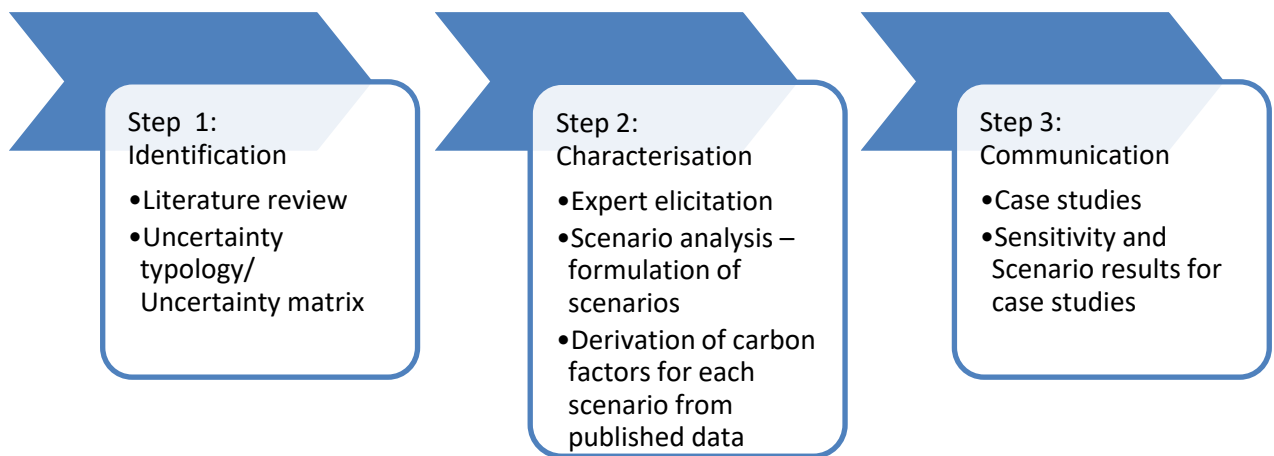 Step 1:
Identification
•Literature review
•Uncertainty
typology/
Uncertainty matrix
Step 2:
Characterisation
•Expert elicitation
•Scenario analysis –
formulation of
scenarios
•Derivation of carbon
factors for each
scenario from
published data
Step 3:
Communication
•Case studies
•Sensitivity and
Scenario results for
case studies